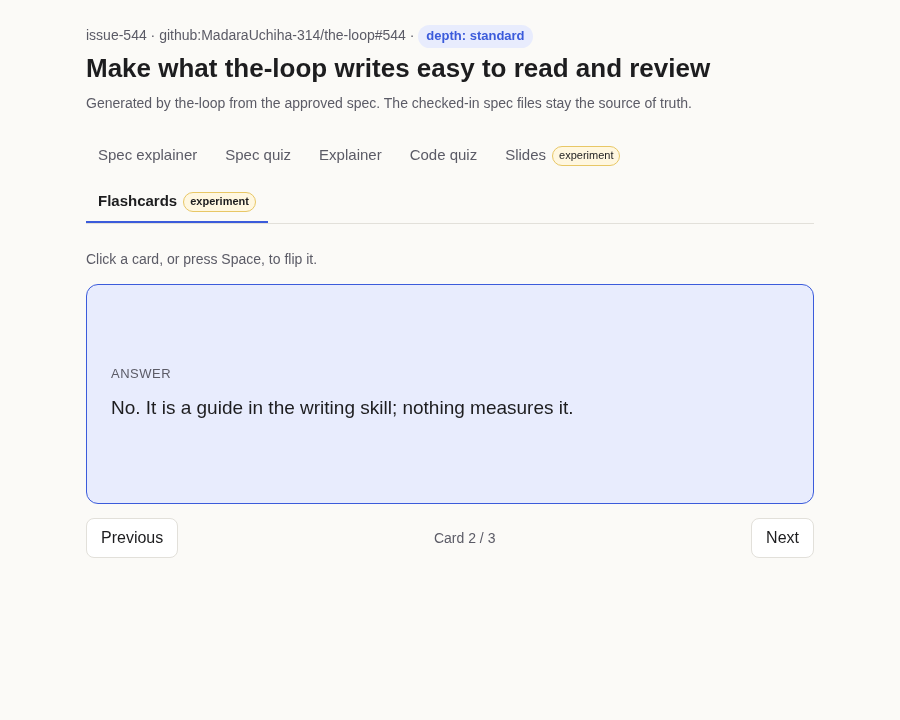 issue-544 · github:MadaraUchiha-314/the-loop#544 · depth: standard
Make what the-loop writes easy to read and review
Generated by the-loop from the approved spec. The checked-in spec files stay the source of truth.
Spec explainer Spec quiz Explainer Code quiz Slides experiment
Flashcards experiment
Click a card, or press Space, to flip it.
ANSWER
No. It is a guide in the writing skill; nothing measures it.
Previous Card 2 / 3 Next